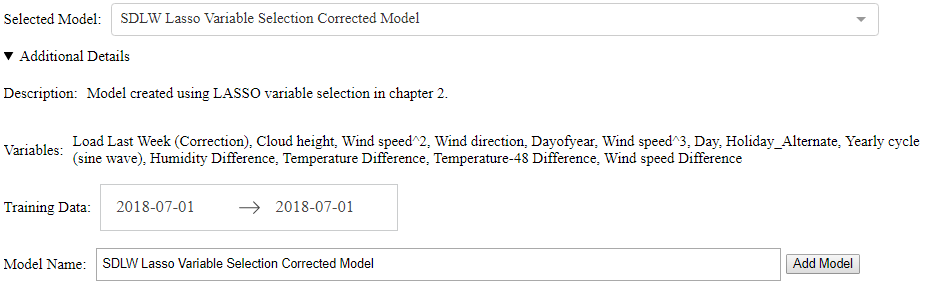 Selected Model: SDLW Lasso Variable Selection Corrected Model
Additional Details
Description: Model created using LASSO variable selection in chapter 2.
Variables: Load Last Week (Correction), Cloud height, Wind speed^2, Wind direction, Dayofyear, Wind speed^3, Day, Holiday_Alternate, Yearly cycle
(sine wave), Humidity Difference, Temperature Difference, Temperature-48 Difference, Wind speed Difference
Training Data: 2018-07-01 → 2018-07-01
Model Name: SDLW Lasso Variable Selection Corrected Model Add Model